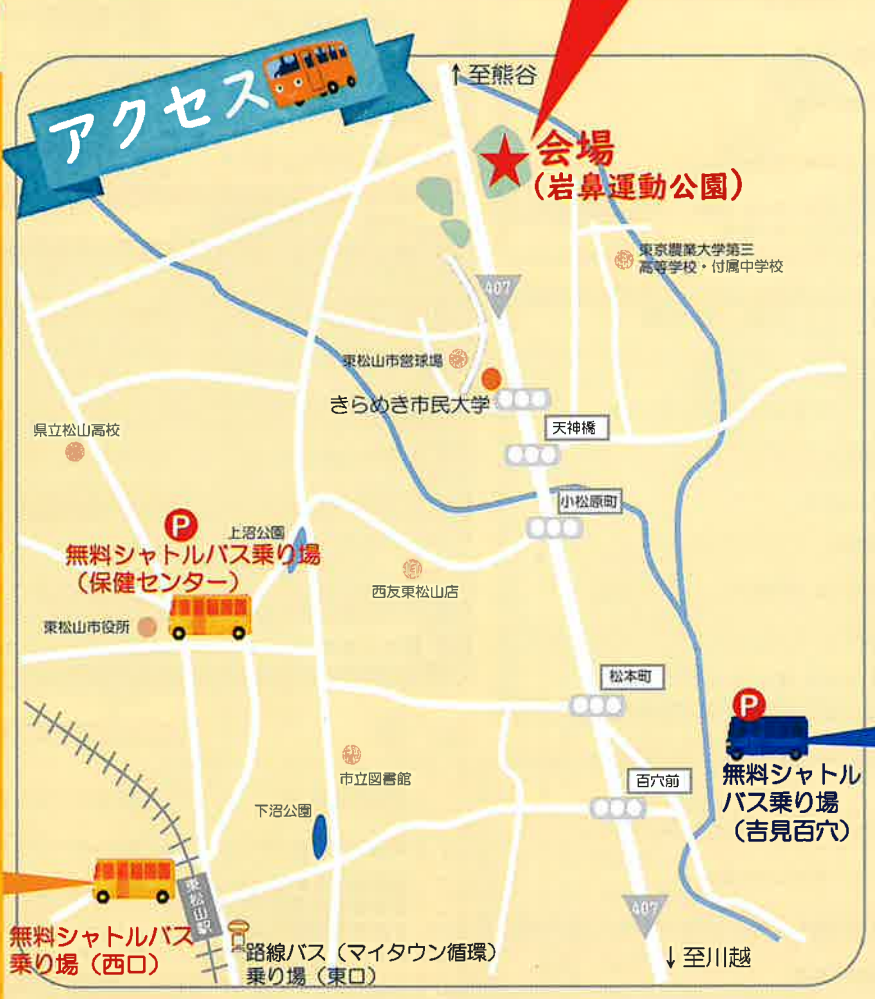 アクセス
↑至熊谷
会場
（岩鼻運動公園）
東京農業大学第三
高等学校・付属中学校
407
東松山市営球場
きらめき市民大学
天神橋
県立松山高校
小松原町
P
上沼公園
無料シャトルバス乗り場
（保健センター）
西友東松山店
東松山市役所
松本町
P
市立図書館
百穴前
無料シャトル
バス乗り場
（吉見百穴）
下沼公園
東松山駅
407
無料シャトルバス
乗り場（西口）
路線バス（マイタウン循環）
乗り場（東口）
↓至川越